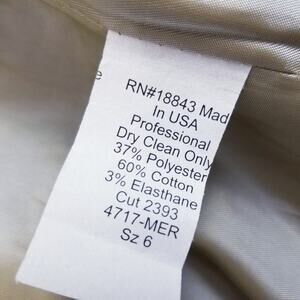 e RN#18843 Mad
In USA
Professional
Dry Clean Only
37% Polyester
60% Cotton
3% Elasthane
Cut 2393
4717-MER
Sz 6